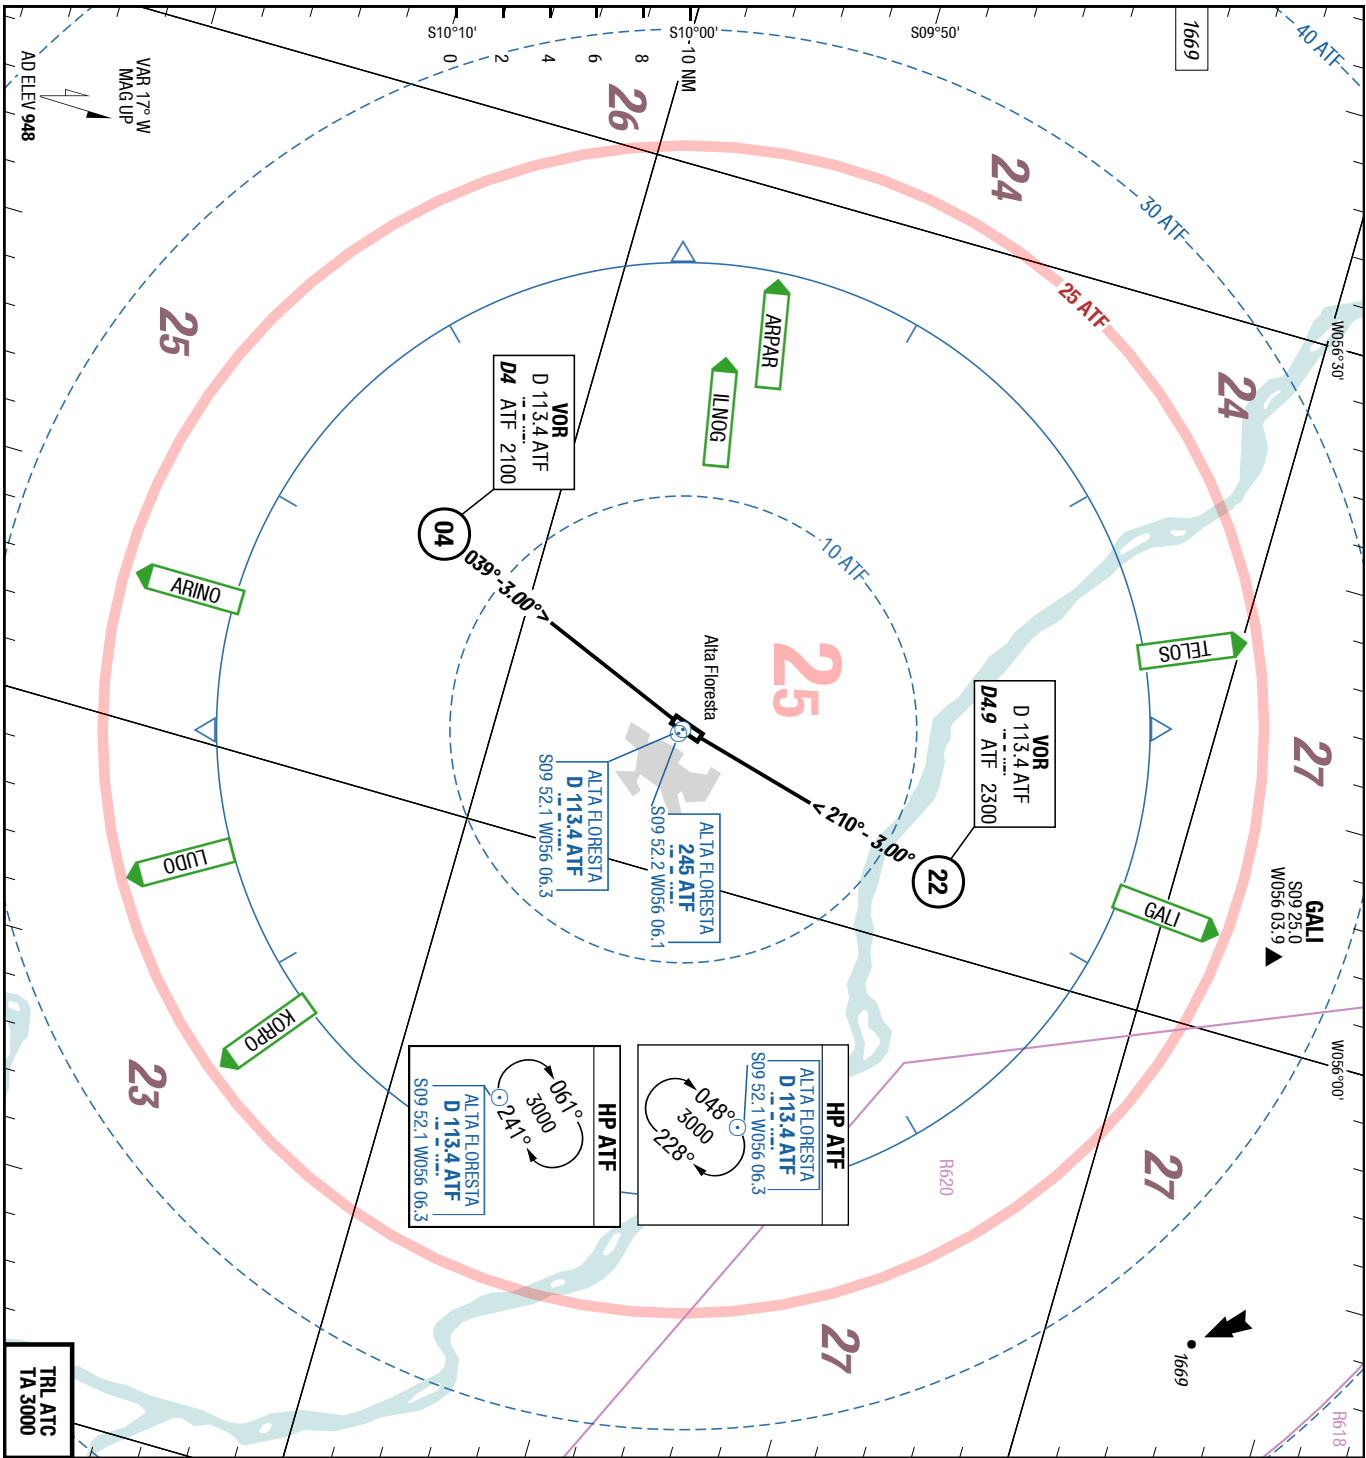 S10°10'
S10°00'
S09°50'
1669
40 ATF
0
2
4
6
8
10 NM
VAR 17° W
MAG UP
AD ELEV 948
26
24
30 ATF
25 ATF
W056°30'
25
24
ARPAR
ILNOG
VOR
D 113.4 ATF
D4 ATF 2100
04
039°-3.00°>
10 ATF
ARINO
TELOS
Alta Floresta
25
VOR
D 113.4 ATF
D4.9 ATF 2300
27
<210°-3.00°
22
ALTA FLORESTA
D 113.4 ATF
S09 52.1 W056 06.3
ALTA FLORESTA
245 ATF
S09 52.2 W056 06.1
LUDO
GALI
GALI
S09 25.0
W056 03.9
KORPO
23
W056°00'
HP ATF
061°
3000
241°
ALTA FLORESTA
D 113.4 ATF
S09 52.1 W056 06.3
HP ATF
ALTA FLORESTA
D 113.4 ATF
S09 52.1 W056 06.3
048°
3000
228°
R620
27
27
1669
R618
TRL ATC
TA 3000